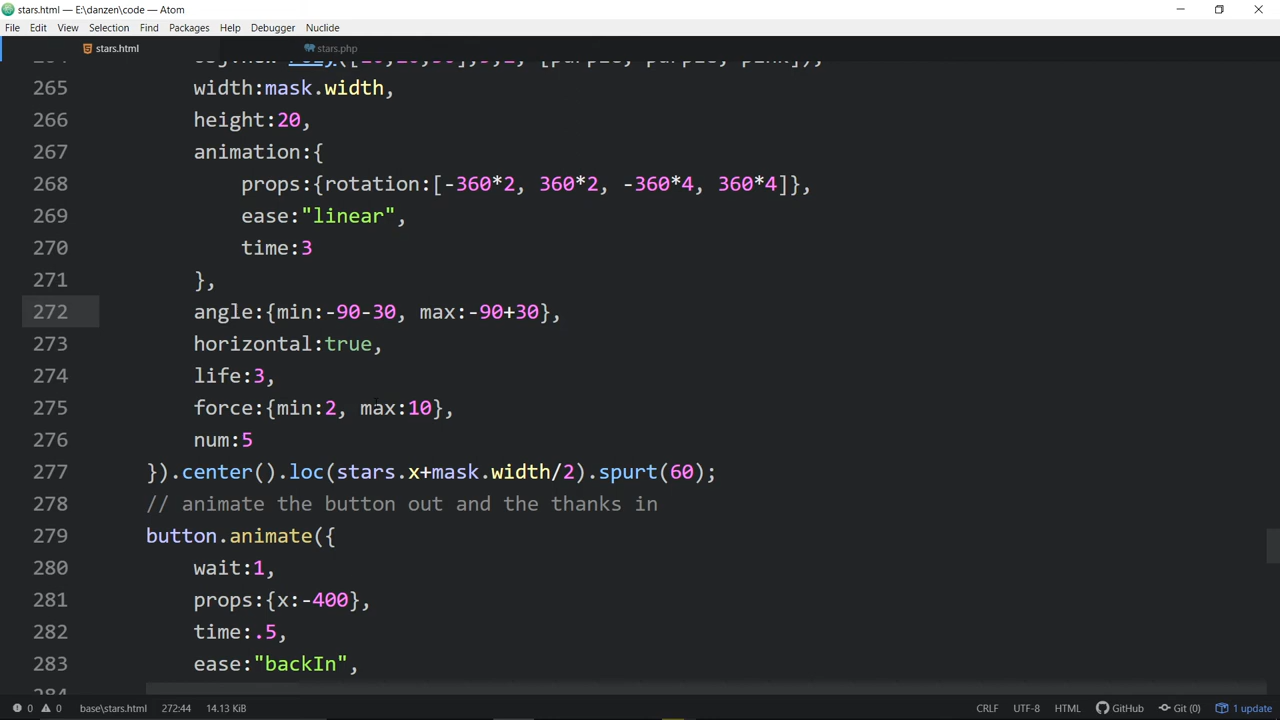 stars.html — E:\danzen\code — Atom
File Edit View Selection Find Packages Help Debugger Nuclide
stars.html stars.php
265 width:mask.width,
266 height:20,
267 animation:{
268 props:{rotation:[-360*2, 360*2, -360*4, 360*4]},
269 ease:"linear",
270 time:3
271 },
272 angle:{min:-90-30, max:-90+30},
273 horizontal:true,
274 life:3,
275 force:{min:2, max:10},
276 num:5
277 }).center().loc(stars.x+mask.width/2).spurt(60);
278 // animate the button out and the thanks in
279 button.animate({
280 wait:1,
281 props:{x:-400},
282 time:.5,
283 ease:"backIn",
0 0 base\stars.html 272:44 14.13 KiB CRLF UTF-8 HTML GitHub Git (0) 1 update